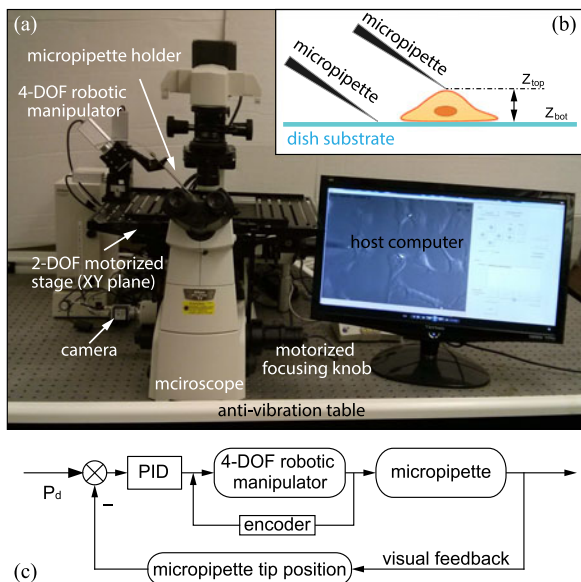 (a)
micropipette holder
4-DOF robotic
manipulator
2-DOF motorized
stage (XY plane)
camera
mciroscope
motorized
focusing knob
host computer
anti-vibration table
(b)
micropipette
micropipette
Ztop
Zbot
dish substrate
Pd
−
PID
4-DOF robotic
manipulator
micropipette
encoder
visual feedback
micropipette tip position
(c)